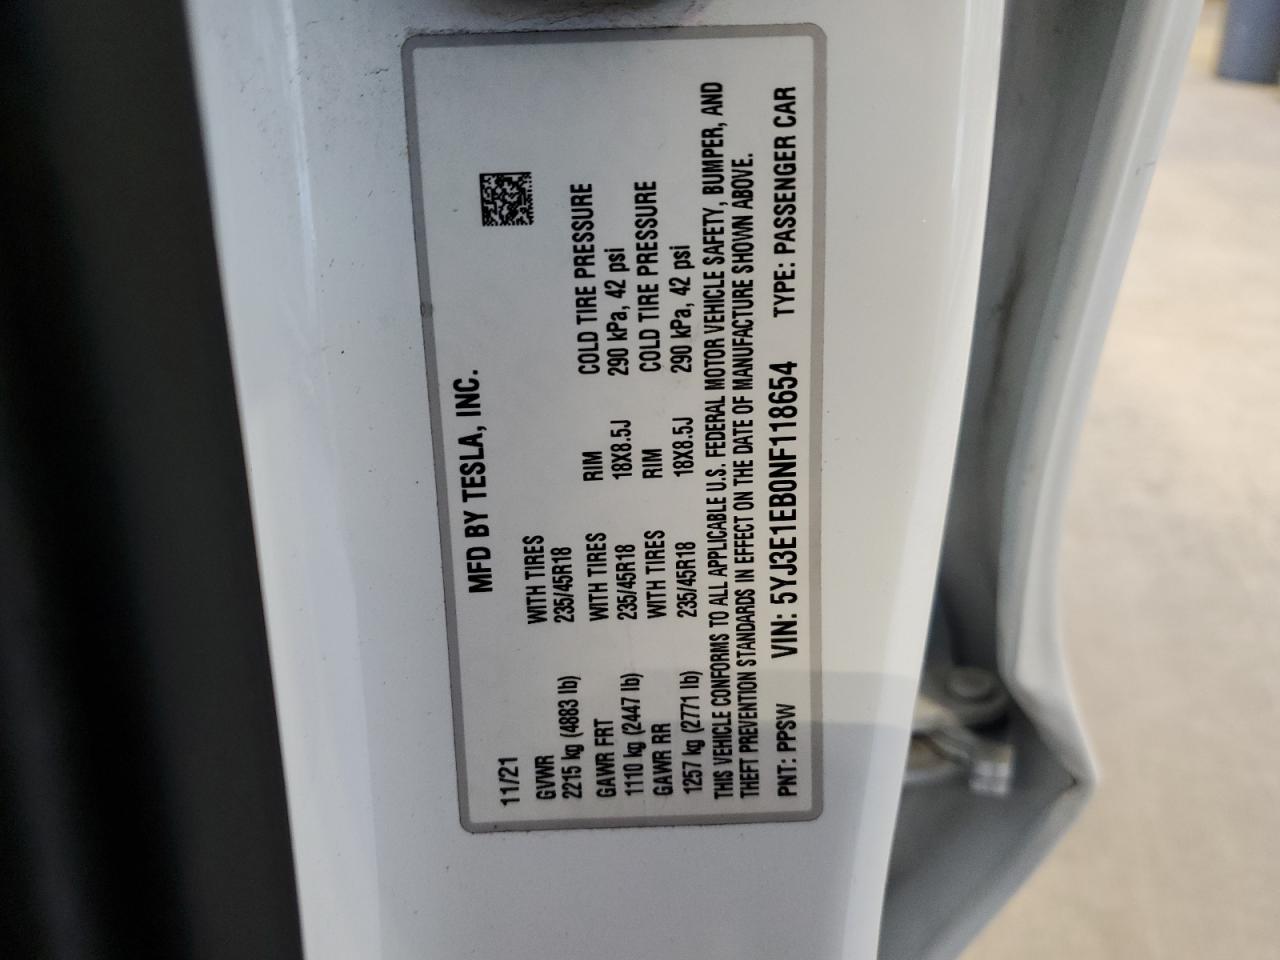 MFD BY TESLA, INC.
11/21
GVWR WITH TIRES
2215 kg (4883 lb) 235/45R18
GAWR FRT WITH TIRES RIM COLD TIRE PRESSURE
1110 kg (2447 lb) 235/45R18 18X8.5J 290 kPa, 42 psi
GAWR RR WITH TIRES RIM COLD TIRE PRESSURE
1257 kg (2771 lb) 235/45R18 18X8.5J 290 kPa, 42 psi
THIS VEHICLE CONFORMS TO ALL APPLICABLE U.S. FEDERAL MOTOR VEHICLE SAFETY, BUMPER, AND
THEFT PREVENTION STANDARDS IN EFFECT ON THE DATE OF MANUFACTURE SHOWN ABOVE.
PNT: PPSW VIN: 5YJ3E1EB0NF118654 TYPE: PASSENGER CAR